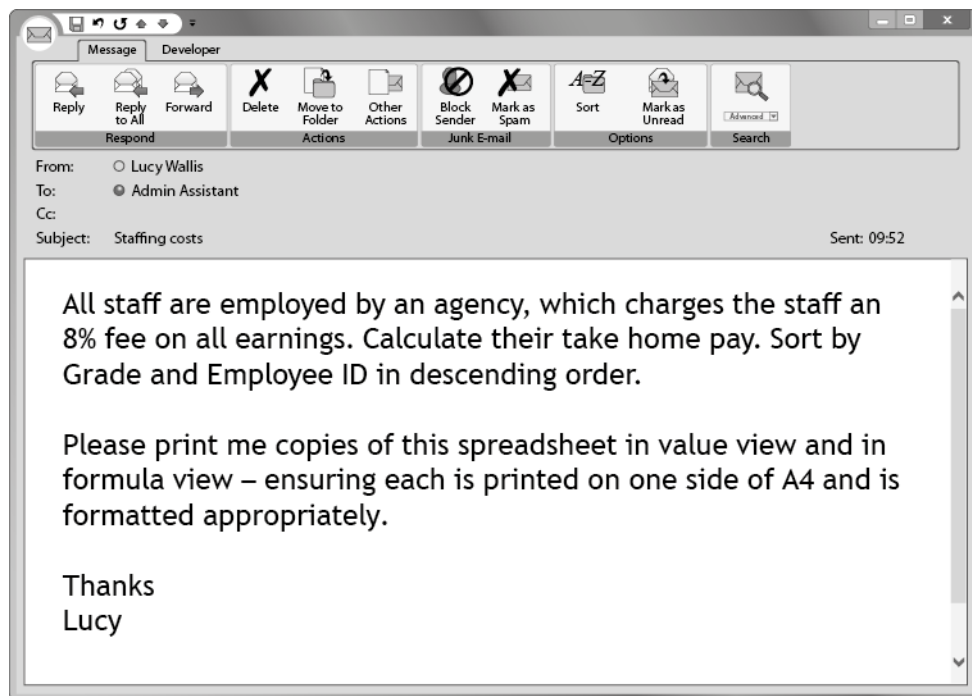 Message Developer
Reply Reply to All Forward Delete Move to Folder Other Actions Block Sender Mark as Spam A=Z Sort Mark as Unread Advanced
Respond Actions Junk E-mail Options Search
From: Lucy Wallis
To: Admin Assistant
Cc:
Subject: Staffing costs Sent: 09:52
All staff are employed by an agency, which charges the staff an
8% fee on all earnings. Calculate their take home pay. Sort by
Grade and Employee ID in descending order.
Please print me copies of this spreadsheet in value view and in
formula view – ensuring each is printed on one side of A4 and is
formatted appropriately.
Thanks
Lucy